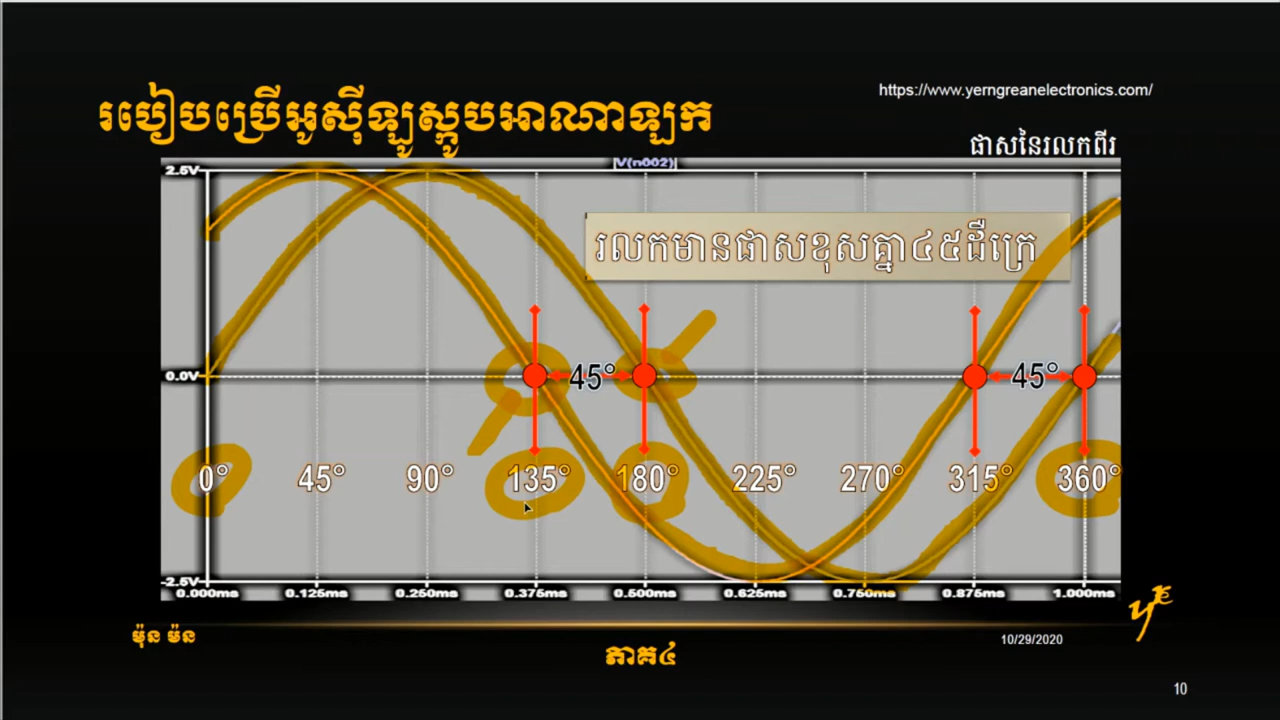 https://www.yerngreanelectronics.com/
របៀបប្រើអូស៊ីឡូស្កូបអាណាឡូក
ផាសនៃរលកពីរ
V(n002)
2.5V
រលកមានផាសខុសគ្នា៤៥ដឺក្រេ
0.0V
45° 45°
0° 45° 90° 135° 180° 225° 270° 315° 360°
-2.5V
0.000ms 0.125ms 0.250ms 0.375ms 0.500ms 0.625ms 0.750ms 0.875ms 1.000ms
ម៉ុន ម៉ន
ភាគ៤
10/29/2020
10